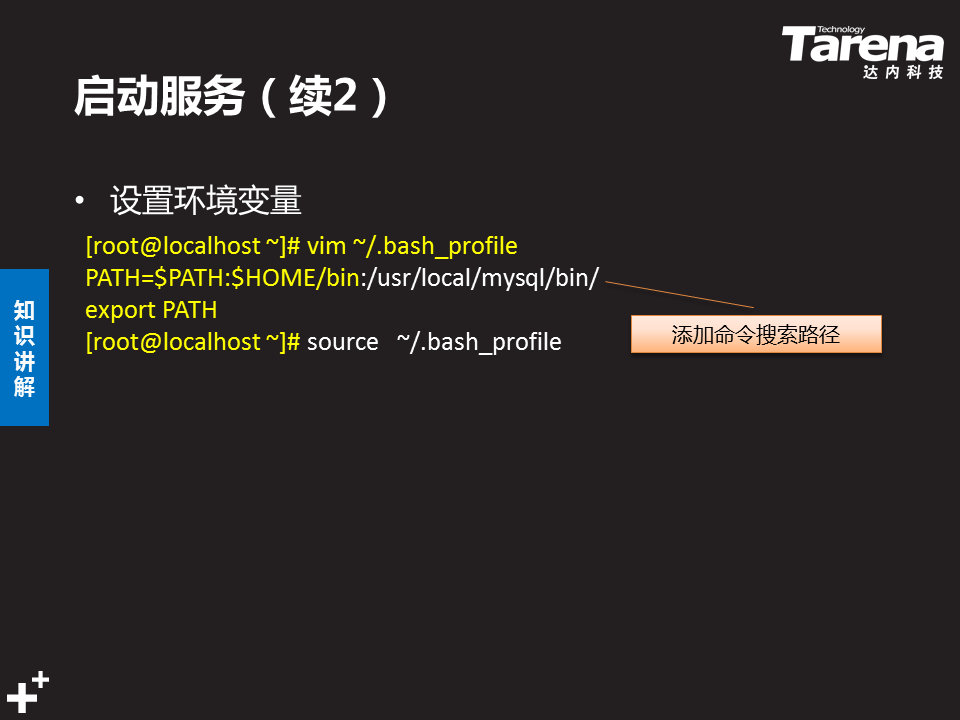 Technology
Tarena
达内科技
启动服务（续2）
• 设置环境变量
[root@localhost ~]# vim ~/.bash_profile
PATH=$PATH:$HOME/bin:/usr/local/mysql/bin/
export PATH
[root@localhost ~]# source ~/.bash_profile
添加命令搜索路径
知
识
讲
解